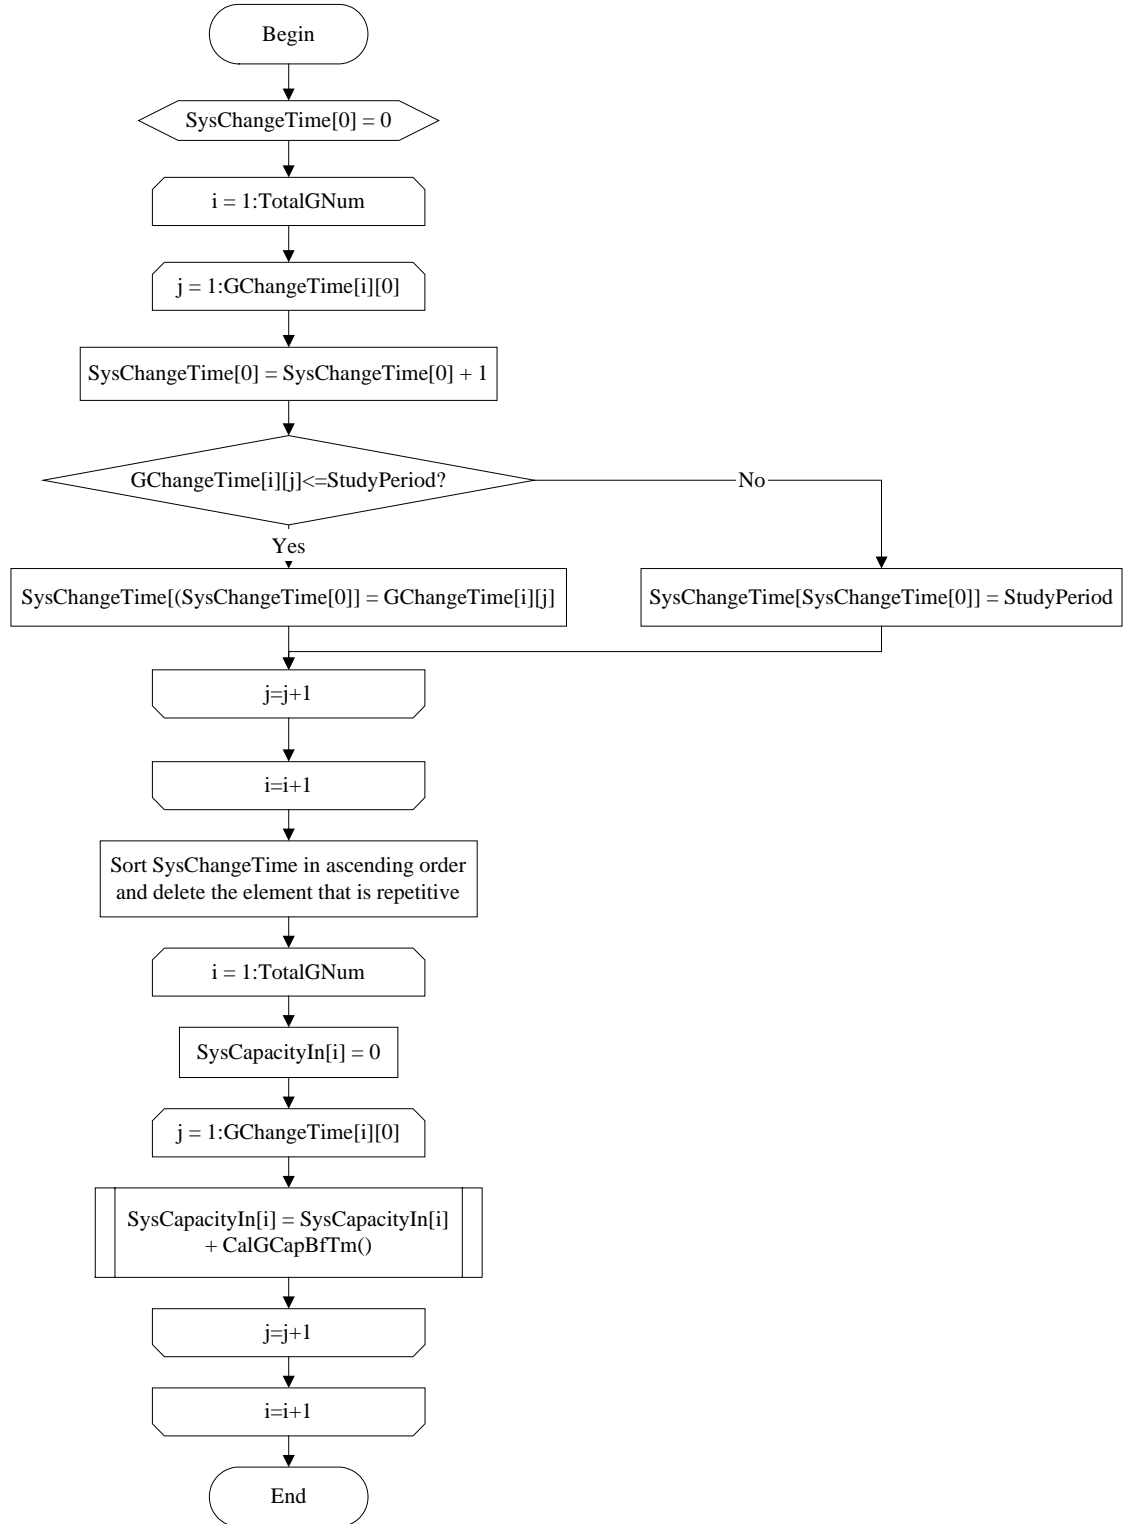 Begin
SysChangeTime[0] = 0
i = 1:TotalGNum
j = 1:GChangeTime[i][0]
SysChangeTime[0] = SysChangeTime[0] + 1
GChangeTime[i][j]<=StudyPeriod?
No
Yes
SysChangeTime[(SysChangeTime[0]] = GChangeTime[i][j]
SysChangeTime[SysChangeTime[0]] = StudyPeriod
j=j+1
i=i+1
Sort SysChangeTime in ascending order
and delete the element that is repetitive
i = 1:TotalGNum
SysCapacityIn[i] = 0
j = 1:GChangeTime[i][0]
SysCapacityIn[i] = SysCapacityIn[i]
+ CalGCapBfTm()
j=j+1
i=i+1
End